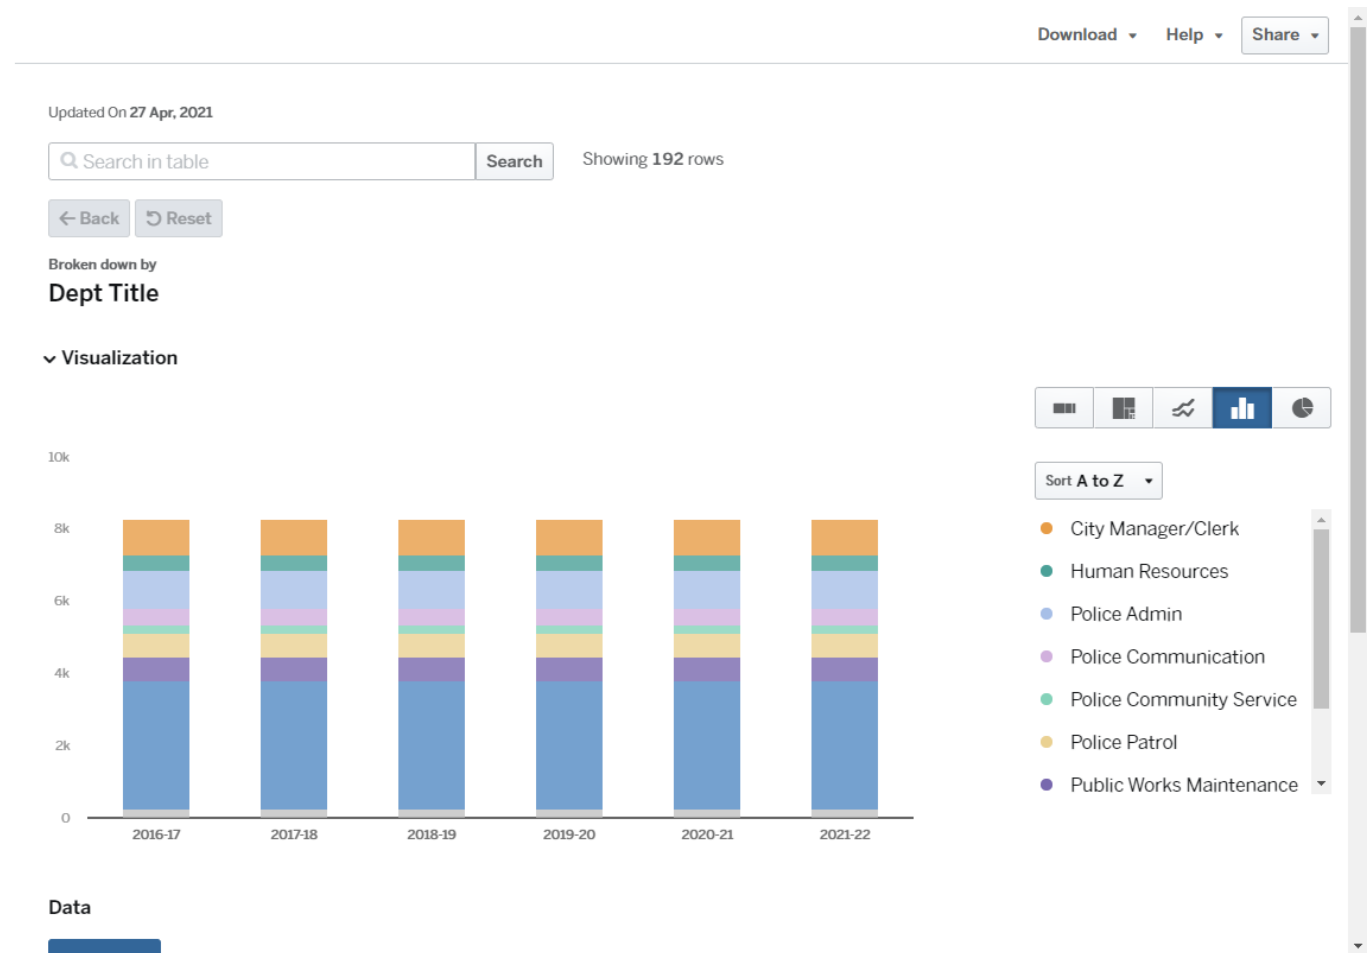 Download Help Share
Updated On 27 Apr, 2021
Search in table Search Showing 192 rows
Back Reset
Broken down by
Dept Title
Visualization
Sort A to Z
10k
8k
6k
4k
2k
0
2016-17 2017-18 2018-19 2019-20 2020-21 2021-22
City Manager/Clerk
Human Resources
Police Admin
Police Communication
Police Community Service
Police Patrol
Public Works Maintenance
Data